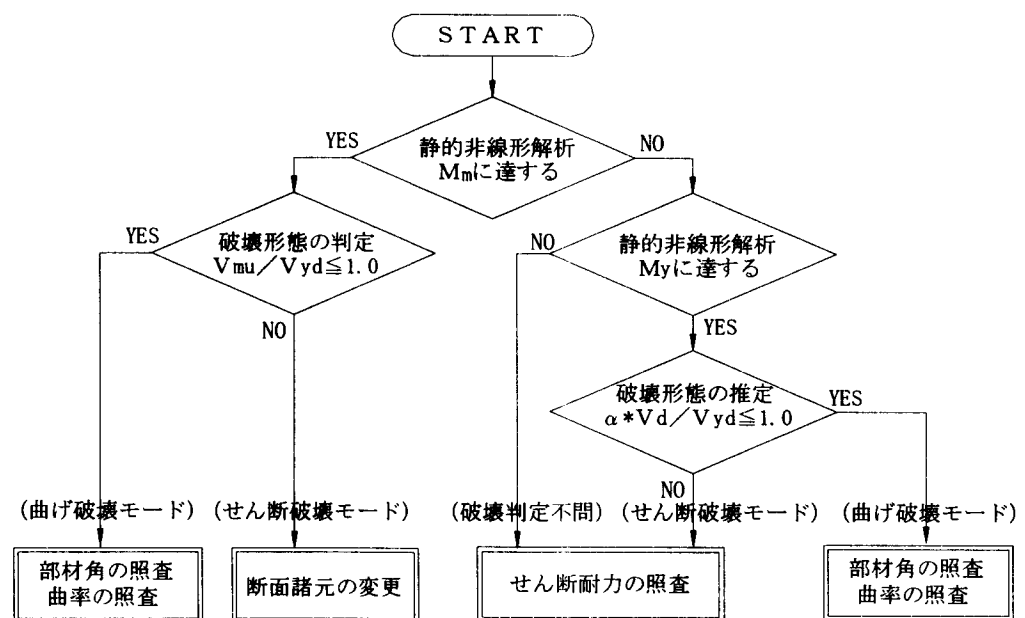 START
静的非線形解析
Mmに達する
YES
NO
破壊形態の判定
Vmu/Vyd≦1.0
YES
NO
静的非線形解析
Myに達する
NO
YES
破壊形態の推定
α*Vd/Vyd≦1.0
YES
NO
(曲げ破壊モード) (せん断破壊モード) (破壊判定不問) (せん断破壊モード) (曲げ破壊モード)
部材角の照査
曲率の照査
断面諸元の変更
せん断耐力の照査
部材角の照査
曲率の照査